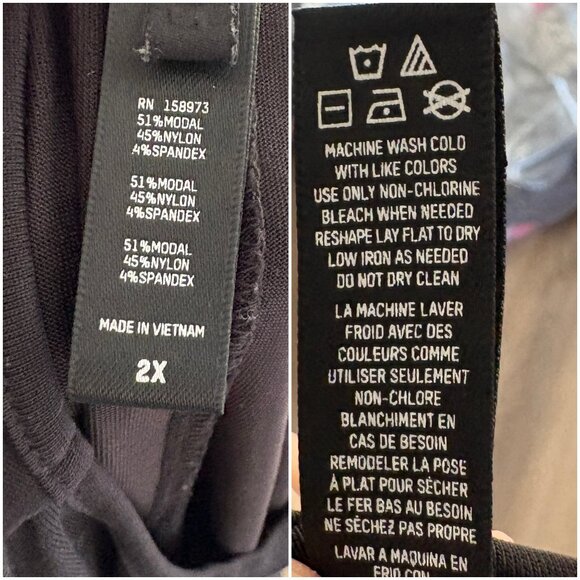 RN 158973
51%MODAL
45%NYLON
4%SPANDEX
51%MODAL
45%NYLON
4%SPANDEX
51%MODAL
45%NYLON
4%SPANDEX
MADE IN VIETNAM
2X
MACHINE WASH COLD
WITH LIKE COLORS
USE ONLY NON-CHLORINE
BLEACH WHEN NEEDED
RESHAPE LAY FLAT TO DRY
LOW IRON AS NEEDED
DO NOT DRY CLEAN
LA MACHINE LAVER
FROID AVEC DES
COULEURS COMME
UTILISER SEULEMENT
NON-CHLORE
BLANCHIMENT EN
CAS DE BESOIN
REMODELER LA POSE
À PLAT POUR SÈCHER
LE FER BAS AU BESOIN
NE SÈCHEZ PAS PROPRE
LAVAR A MAQUINA EN
FRIO CON